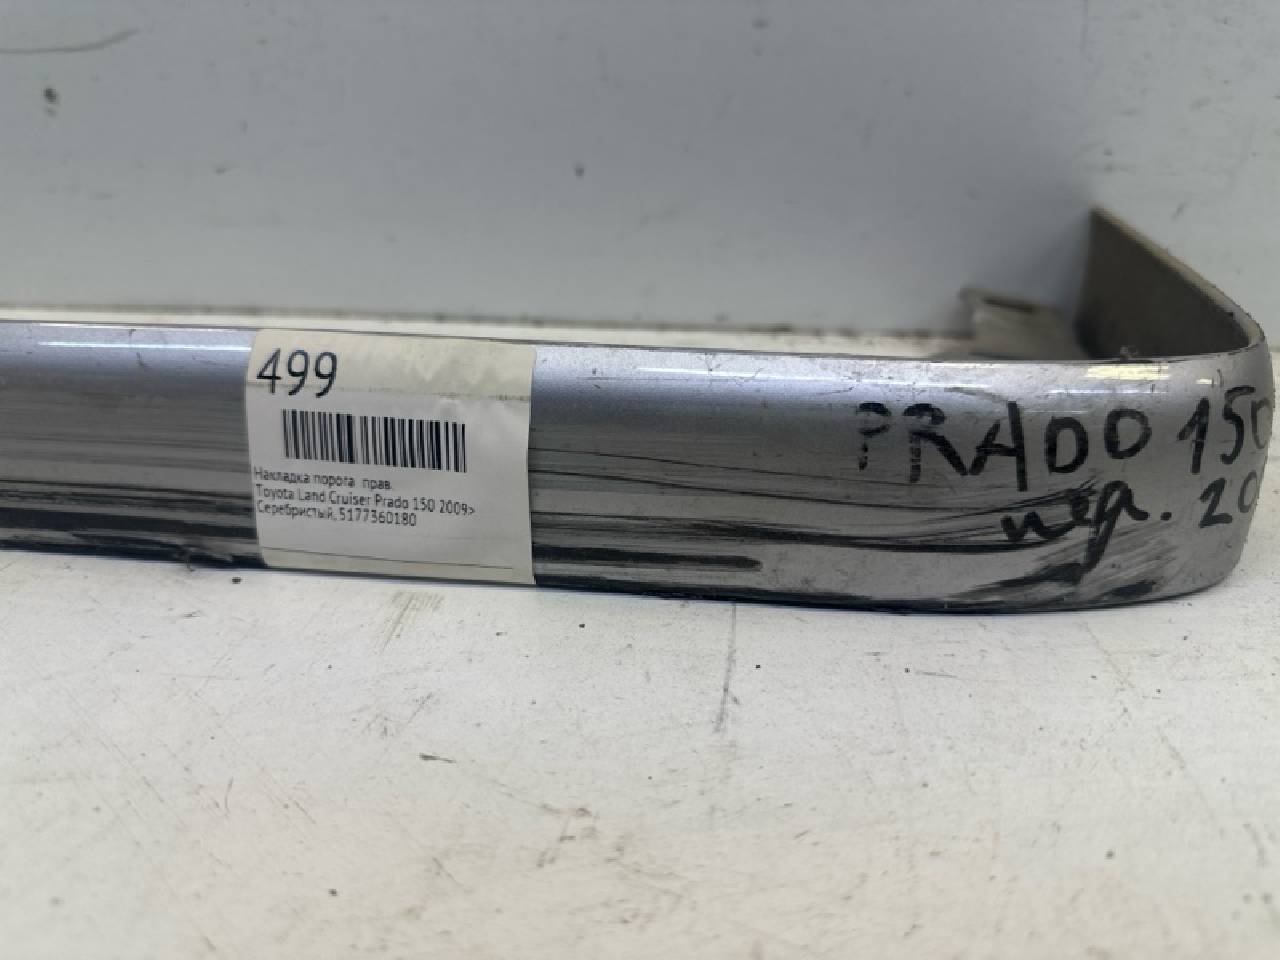 499
Накладка порога прав.
Toyota Land Cruiser Prado 150 2009>
Серебристый, 5177360180
PRADO 150
пер. 20